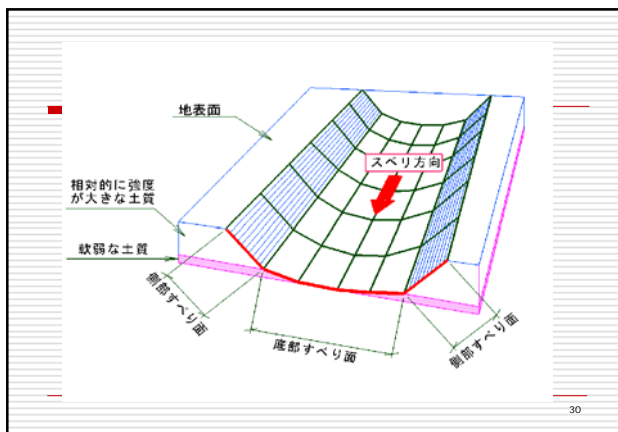 地表面
スベリ方向
相対的に強度
が大きな土質
軟弱な土質
側部すべり面
底部すべり面
側部すべり面
30